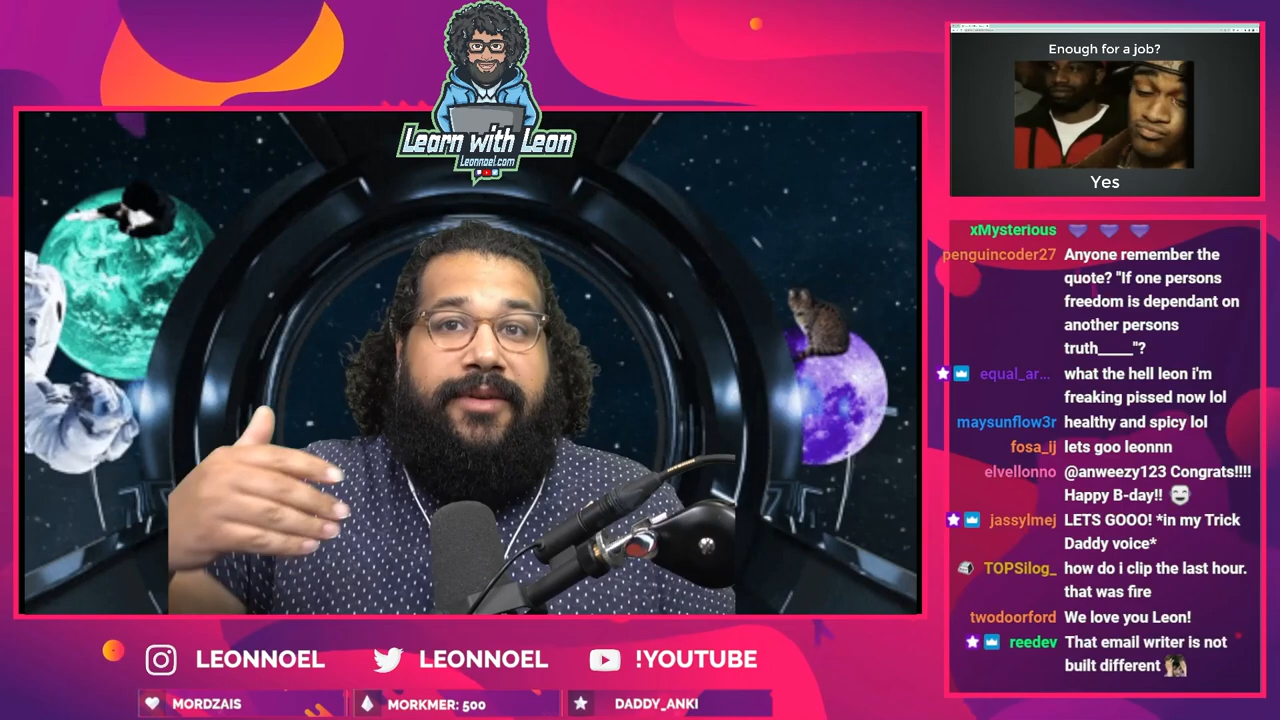 Learn with Leon
Leonnoel.com
Enough for a job?
Yes
xMysterious
penguincoder27 Anyone remember the
quote? "If one persons
freedom is dependant on
another persons
truth_____"?
equal_ar... what the hell leon i'm
freaking pissed now lol
maysunflow3r healthy and spicy lol
fosa_ij lets goo leonnn
elvellonno @anweezy123 Congrats!!!!
Happy B-day!!
jassylmej LETS GOOO! *in my Trick
Daddy voice*
TOPSilog_ how do i clip the last hour.
that was fire
twodoorford We love you Leon!
reedev That email writer is not
built different
LEONNOEL
LEONNOEL
!YOUTUBE
MORDZAIS
MORKMER: 500
DADDY_ANKI